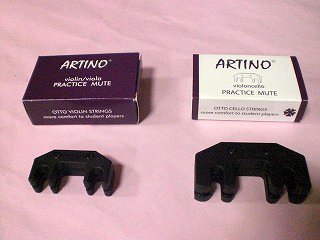 ARTINO®
violin/viola
PRACTICE MUTE
OTTO VIOLIN STRINGS
more comfort to student players
ARTINO®
violoncello
PRACTICE MUTE
OTTO CELLO STRINGS
more comfort to student players